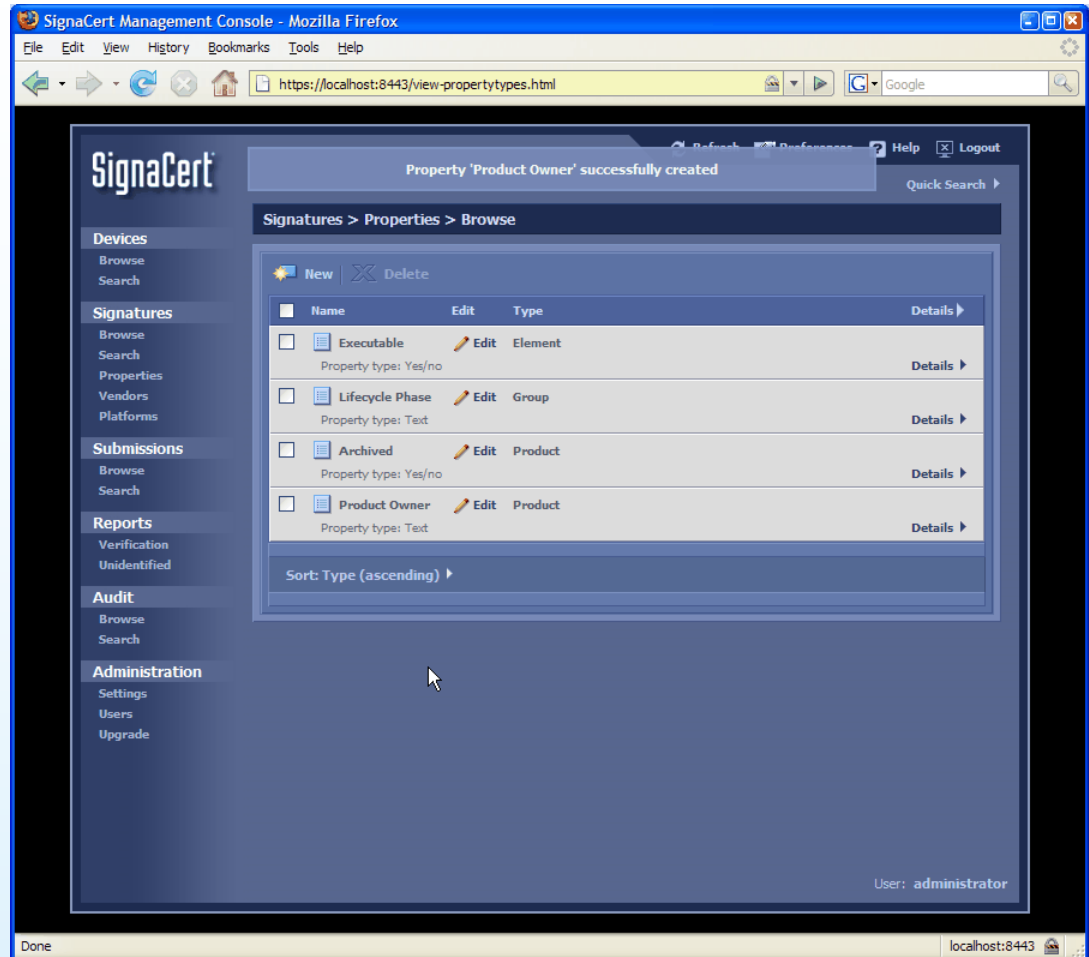 SignaCert Management Console - Mozilla Firefox
File Edit View History Bookmarks Tools Help
https://localhost:8443/view-propertytypes.html
G Google
SignaCert
Refresh Preferences ? Help X Logout
Property 'Product Owner' successfully created
Quick Search
Signatures > Properties > Browse
Devices
Browse
Search
Signatures
Browse
Search
Properties
Vendors
Platforms
Submissions
Browse
Search
Reports
Verification
Unidentified
Audit
Browse
Search
Administration
Settings
Users
Upgrade
New Delete
Name Edit Type Details
Executable Edit Element
Property type: Yes/no Details
Lifecycle Phase Edit Group
Property type: Text Details
Archived Edit Product
Property type: Yes/no Details
Product Owner Edit Product
Property type: Text Details
Sort: Type (ascending)
User: administrator
Done localhost:8443